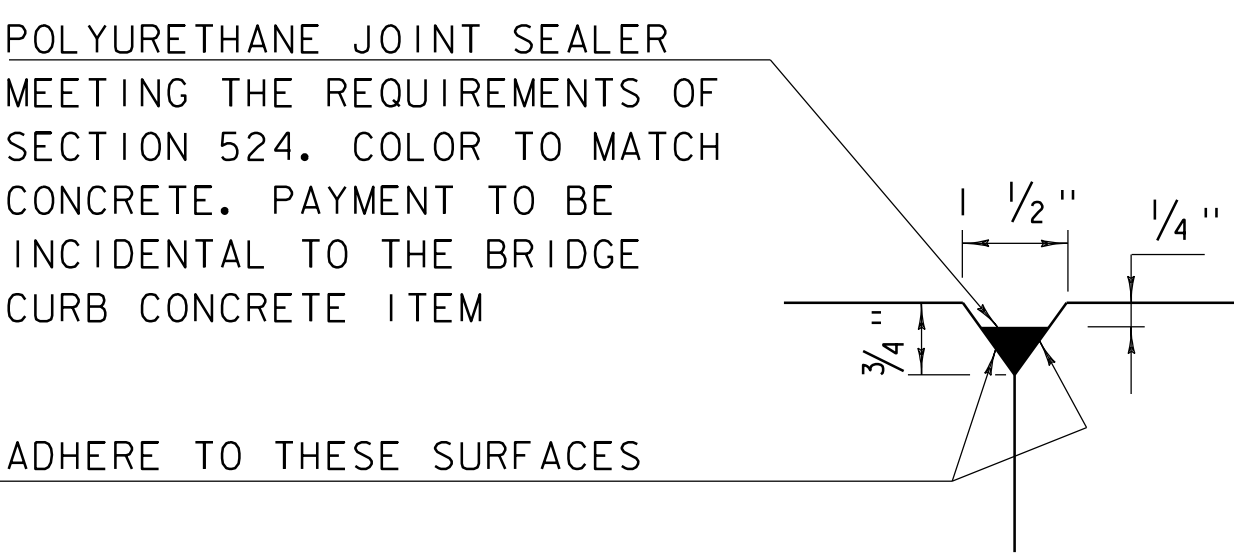 POLYURETHANE JOINT SEALER
MEETING THE REQUIREMENTS OF
SECTION 524. COLOR TO MATCH
CONCRETE. PAYMENT TO BE
INCIDENTAL TO THE BRIDGE
CURB CONCRETE ITEM
1 1/2"
1/4"
3/4"
ADHERE TO THESE SURFACES